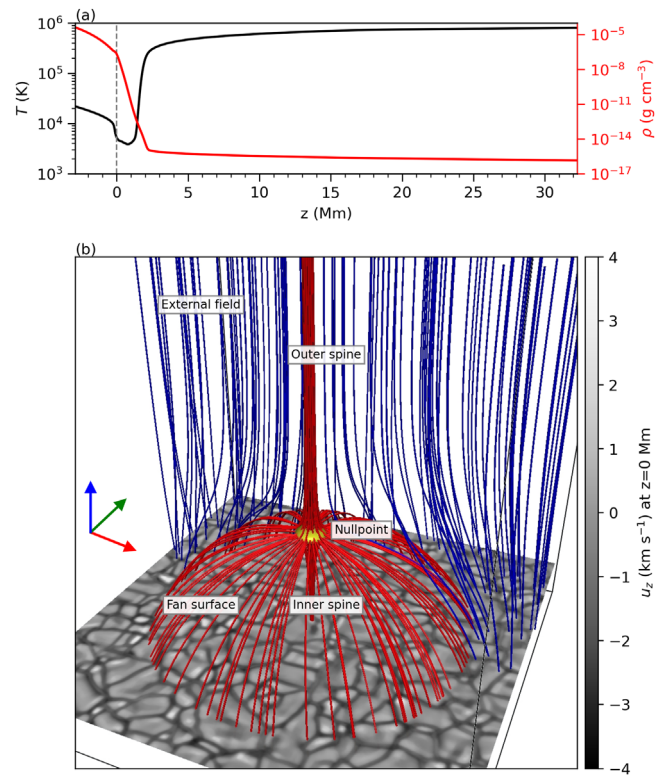 (a)
10^6
10^5
10^4
10^3
T (K)
10^−5
10^−8
10^−11
10^−14
10^−17
ρ (g cm^−3)
0 5 10 15 20 25 30
z (Mm)
(b)
External field
Outer spine
Nullpoint
Fan surface
Inner spine
4
3
2
1
0
−1
−2
−3
−4
u_z (km s^−1) at z=0 Mm